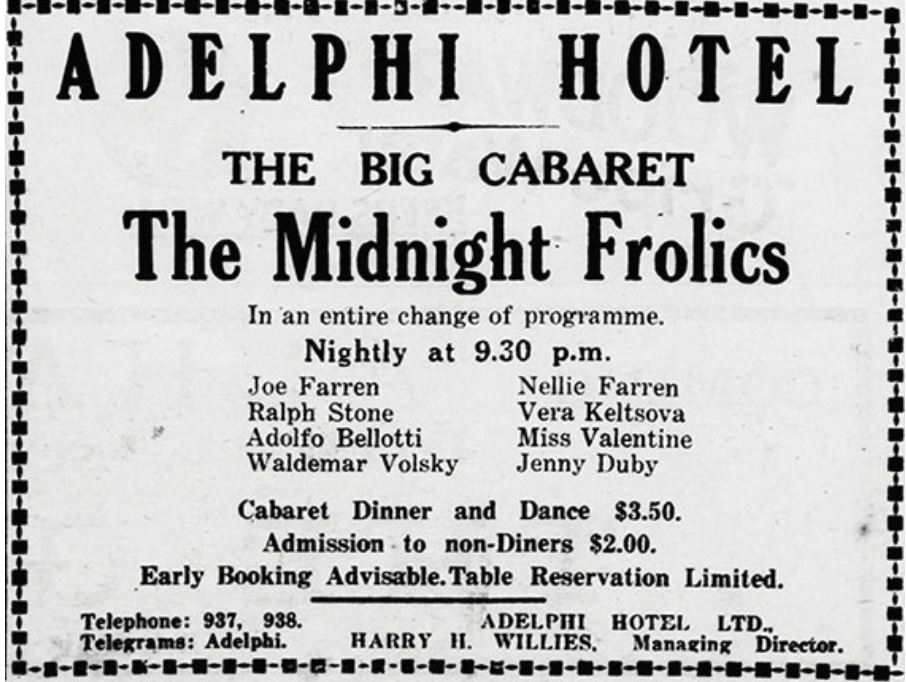 ADELPHI HOTEL
THE BIG CABARET
The Midnight Frolics
In an entire change of programme.
Nightly at 9.30 p.m.
Joe Farren Nellie Farren
Ralph Stone Vera Keltsova
Adolfo Bellotti Miss Valentine
Waldemar Volsky Jenny Duby
Cabaret Dinner and Dance $3.50.
Admission to non-Diners $2.00.
Early Booking Advisable. Table Reservation Limited.
Telephone: 937, 938. ADELPHI HOTEL LTD.,
Telegrams: Adelphi. HARRY H. WILLIES, Managing Director.